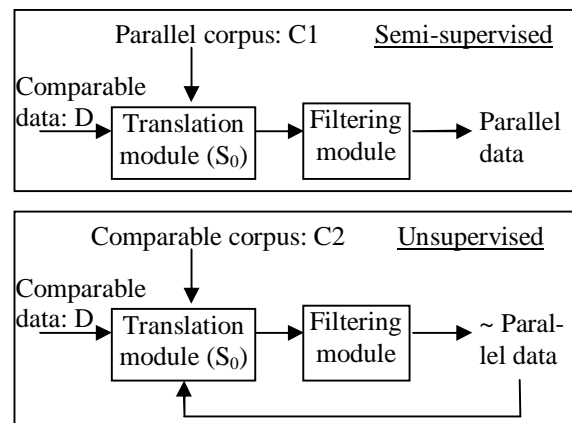 Parallel corpus: C1
Semi-supervised
Comparable
data: D
Translation
module (S₀)
Filtering
module
Parallel
data
Comparable corpus: C2
Unsupervised
Comparable
data: D
Translation
module (S₀)
Filtering
module
~ Paral-
lel data